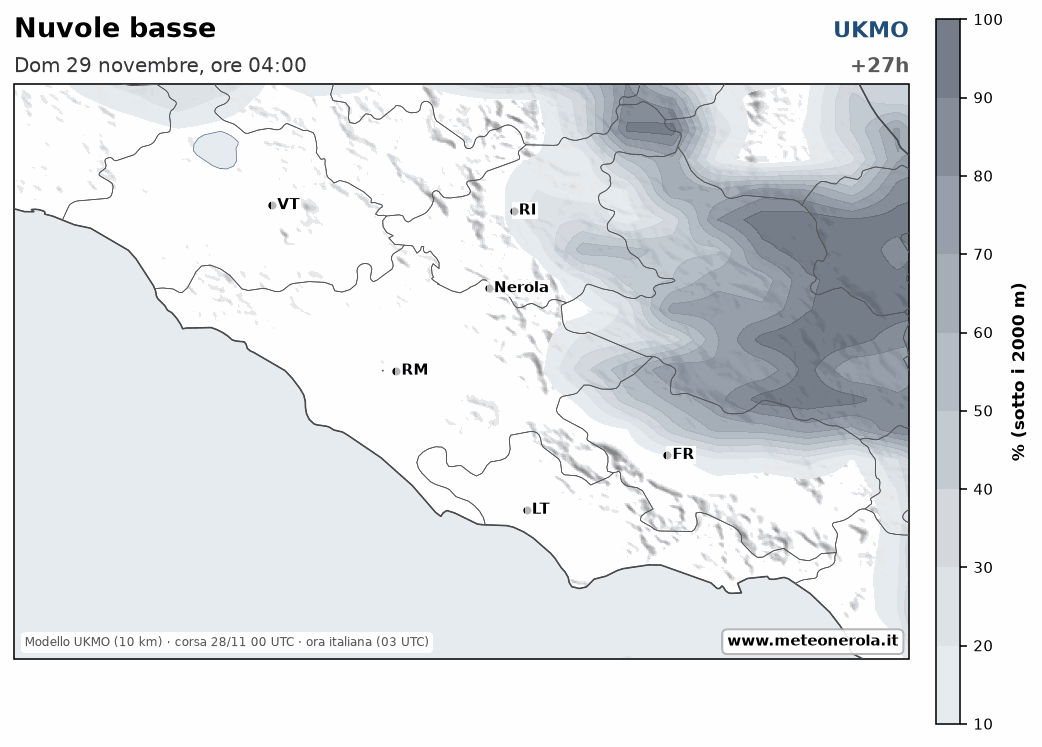 Nuvole basse
UKMO
Dom 29 novembre, ore 04:00
+27h
VT
RI
Nerola
RM
FR
LT
Modello UKMO (10 km) · corsa 28/11 00 UTC · ora italiana (03 UTC)
www.meteonerola.it
100
90
80
70
60
50
40
30
20
10
% (sotto i 2000 m)